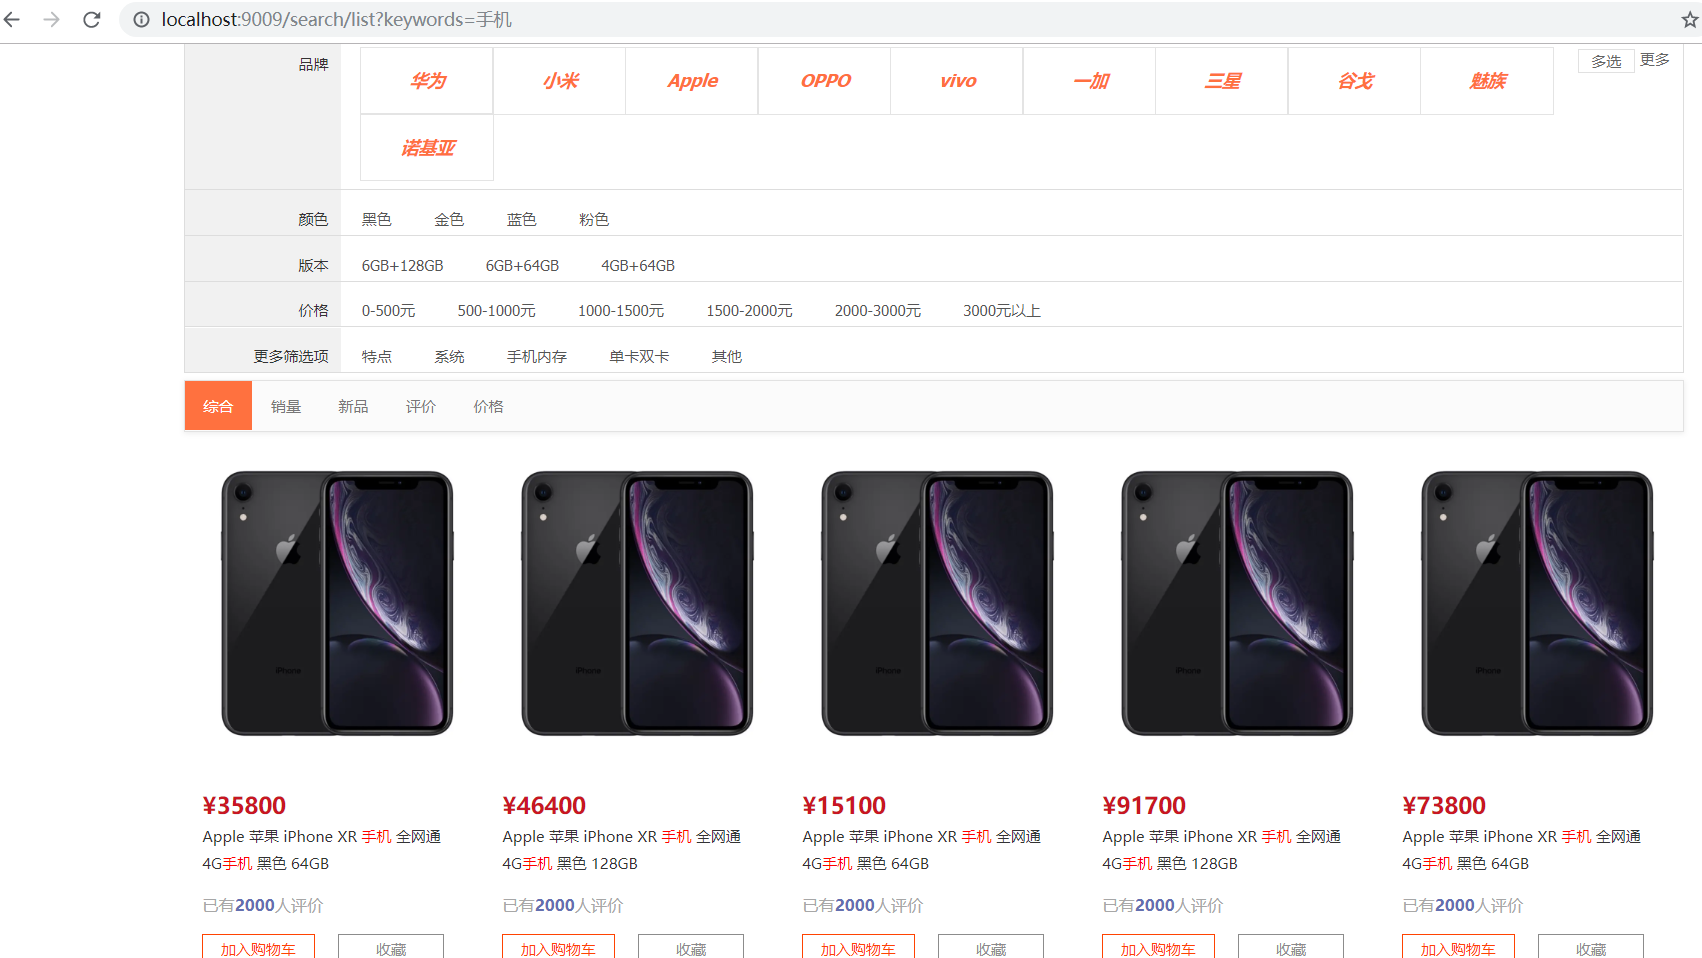 localhost:9009/search/list?keywords=手机
品牌 华为 小米 Apple OPPO vivo 一加 三星 谷戈 魅族 多选 更多
诺基亚
颜色 黑色 金色 蓝色 粉色
版本 6GB+128GB 6GB+64GB 4GB+64GB
价格 0-500元 500-1000元 1000-1500元 1500-2000元 2000-3000元 3000元以上
更多筛选项 特点 系统 手机内存 单卡双卡 其他
综合 销量 新品 评价 价格
iPhone iPhone iPhone iPhone iPhone
¥35800 ¥46400 ¥15100 ¥91700 ¥73800
Apple 苹果 iPhone XR 手机 全网通 Apple 苹果 iPhone XR 手机 全网通 Apple 苹果 iPhone XR 手机 全网通 Apple 苹果 iPhone XR 手机 全网通 Apple 苹果 iPhone XR 手机 全网通
4G手机 黑色 64GB 4G手机 黑色 128GB 4G手机 黑色 64GB 4G手机 黑色 128GB 4G手机 黑色 64GB
已有2000人评价 已有2000人评价 已有2000人评价 已有2000人评价 已有2000人评价
加入购物车 收藏 加入购物车 收藏 加入购物车 收藏 加入购物车 收藏 加入购物车 收藏